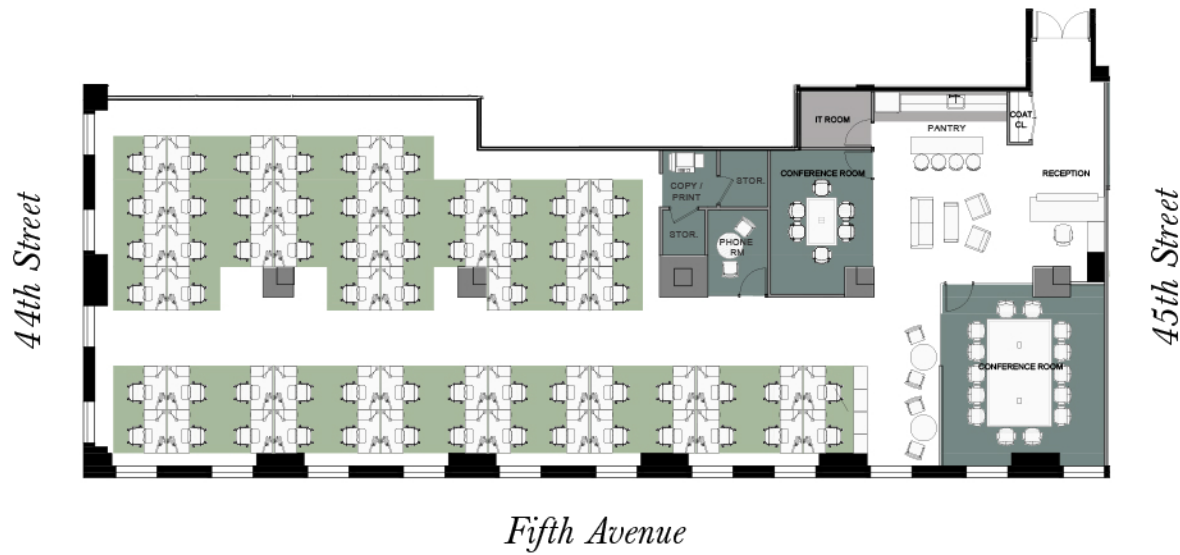 IT ROOM
COAT
CL
PANTRY
CONFERENCE ROOM
RECEPTION
COPY /
PRINT
STOR.
STOR.
PHONE
RM
CONFERENCE ROOM
44th Street
45th Street
Fifth Avenue